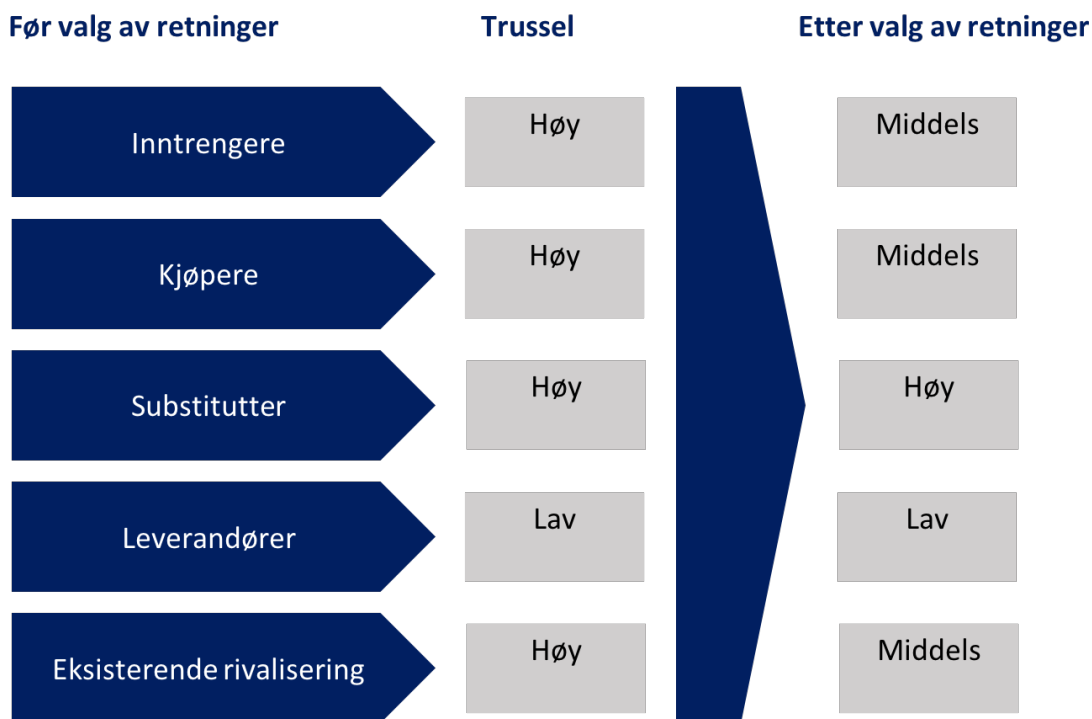 Før valg av retninger
Trussel
Etter valg av retninger
Inntrengere
Høy
Middels
Kjøpere
Høy
Middels
Substitutter
Høy
Høy
Leverandører
Lav
Lav
Eksisterende rivalisering
Høy
Middels